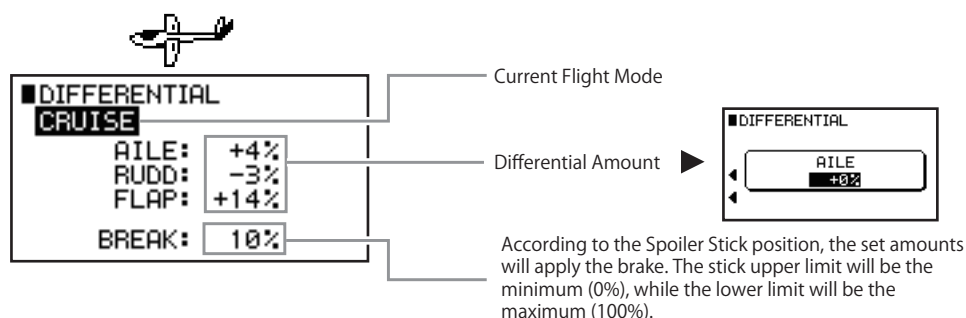 ■DIFFERENTIAL
CRUISE
AILE: +4%
RUDD: -3%
FLAP: +14%
BREAK: 10%
Current Flight Mode
Differential Amount
■DIFFERENTIAL
AILE
+0%
According to the Spoiler Stick position, the set amounts
will apply the brake. The stick upper limit will be the
minimum (0%), while the lower limit will be the
maximum (100%).